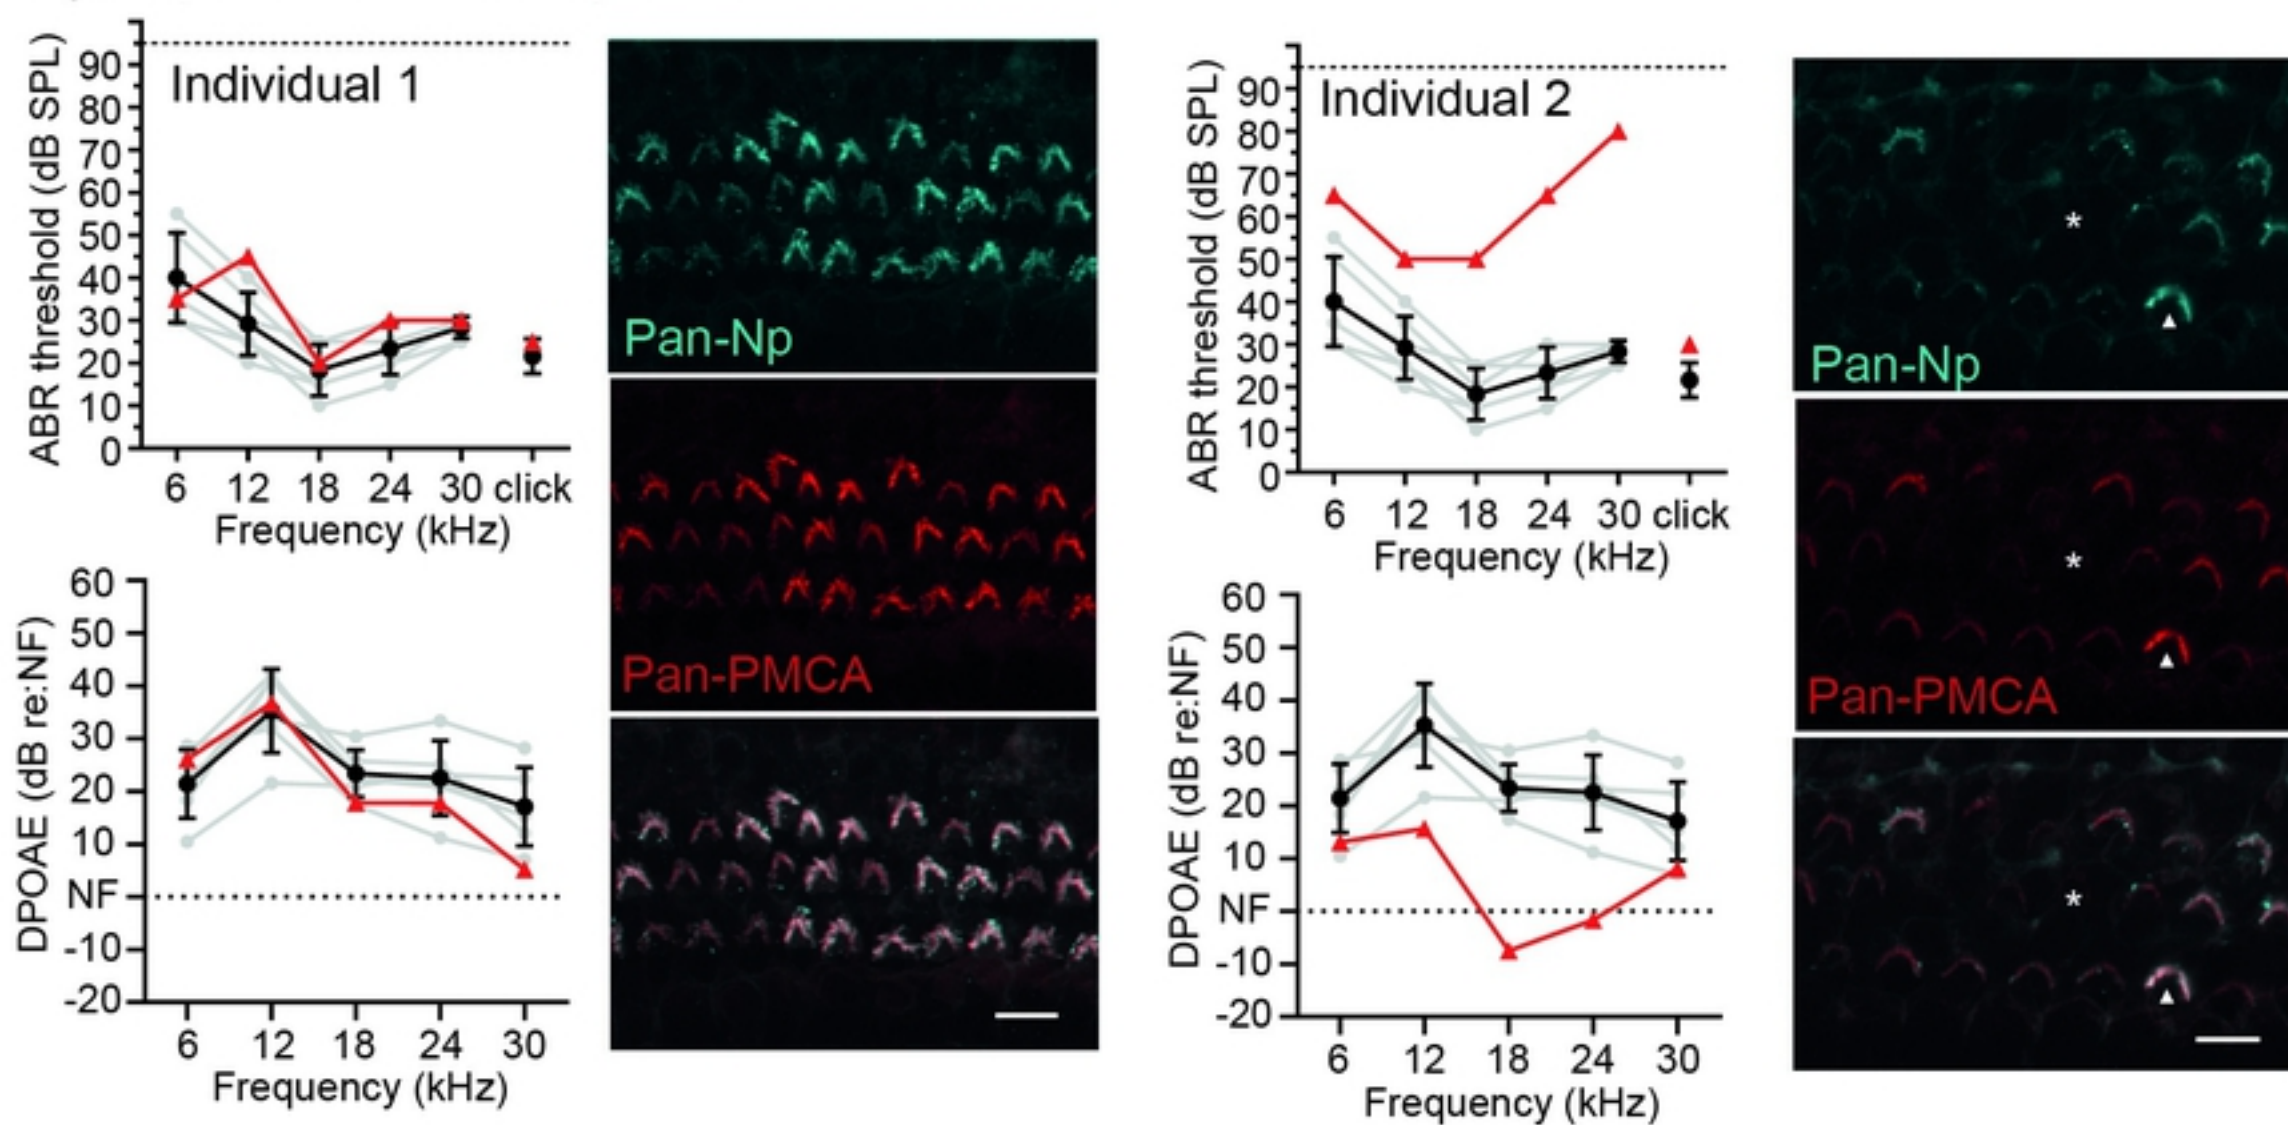 Individual 1
ABR threshold (dB SPL)
90
80
70
60
50
40
30
20
10
0
6 12 18 24 30 click
Frequency (kHz)
DPOAE (dB re:NF)
60
50
40
30
20
10
NF
-10
-20
6 12 18 24 30
Frequency (kHz)
Pan-Np
Pan-PMCA
Individual 2
ABR threshold (dB SPL)
90
80
70
60
50
40
30
20
10
0
6 12 18 24 30 click
Frequency (kHz)
DPOAE (dB re:NF)
60
50
40
30
20
10
NF
-10
-20
6 12 18 24 30
Frequency (kHz)
Pan-Np
*
Pan-PMCA
*
*